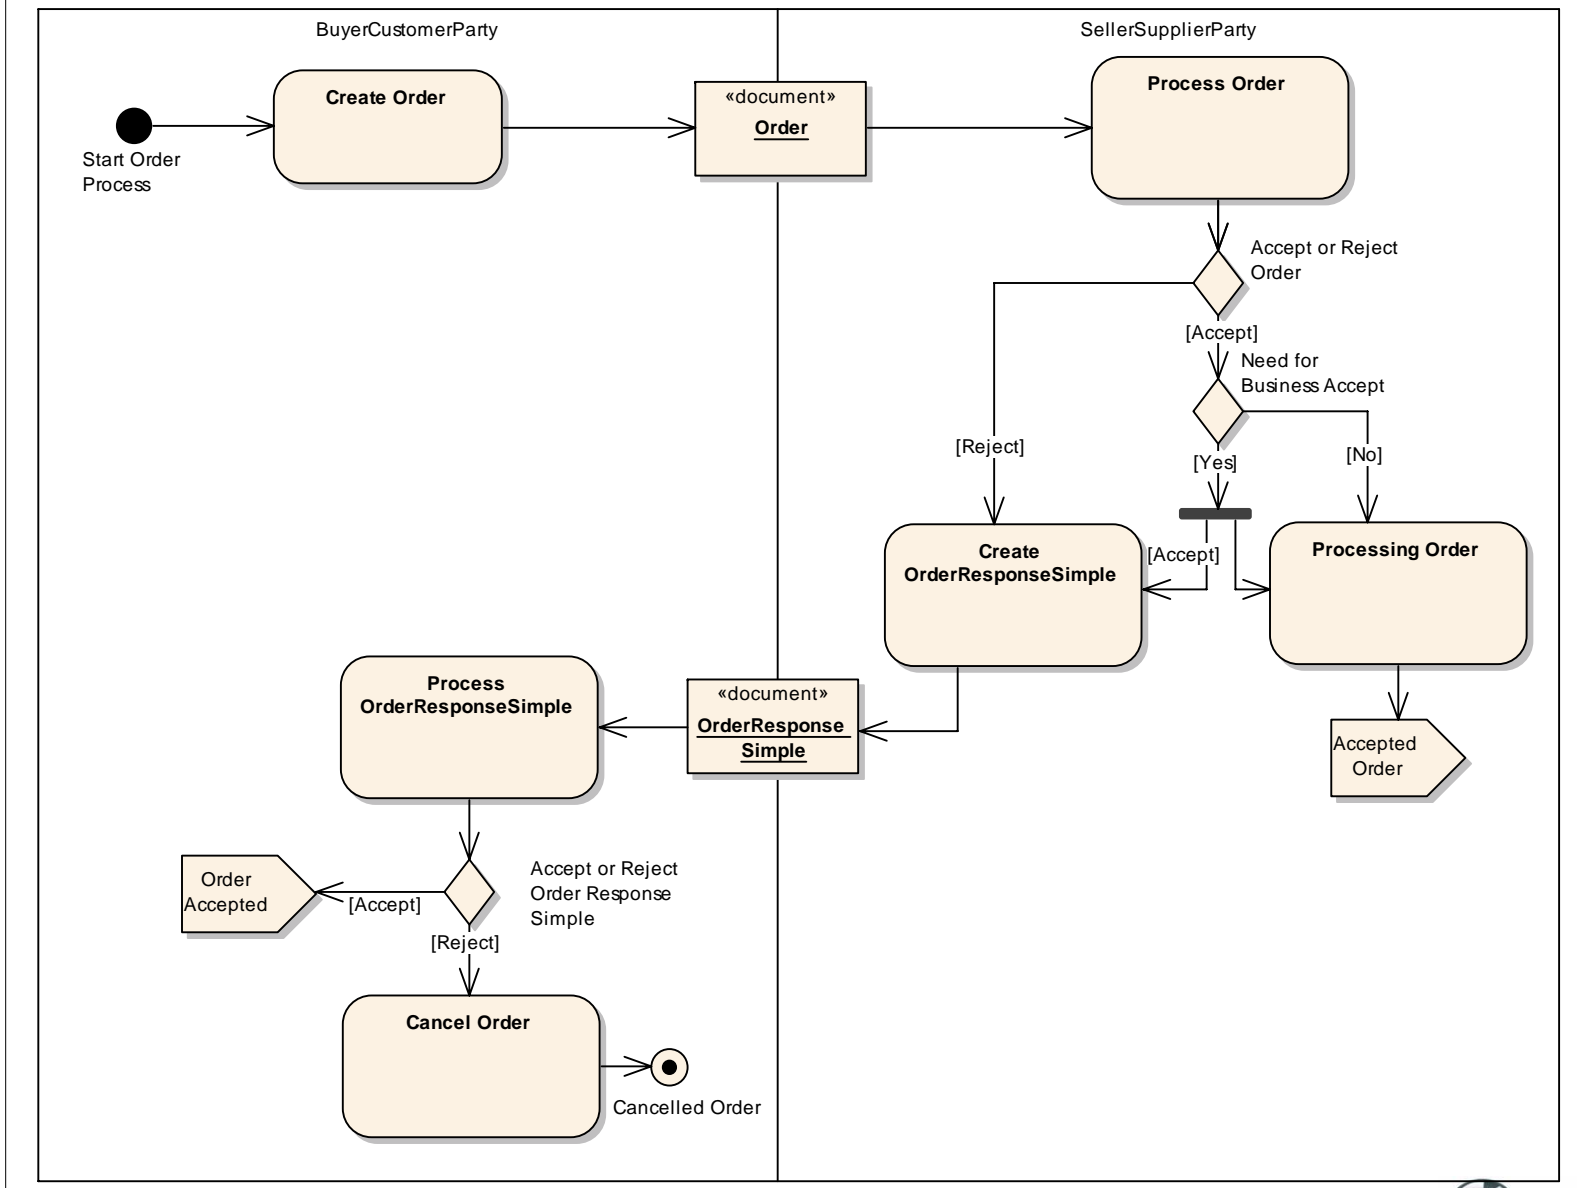 BuyerCustomerParty
SellerSupplierParty
Create Order
«document»
Order
Process Order
Start Order
Process
Accept or Reject
Order
[Accept]
Need for
Business Accept
[Reject]
[Yes]
[No]
Create
OrderResponseSimple
[Accept]
Processing Order
Process
OrderResponseSimple
«document»
OrderResponse
Simple
Accepted
Order
Order
Accepted
[Accept]
Accept or Reject
Order Response
Simple
[Reject]
Cancel Order
Cancelled Order